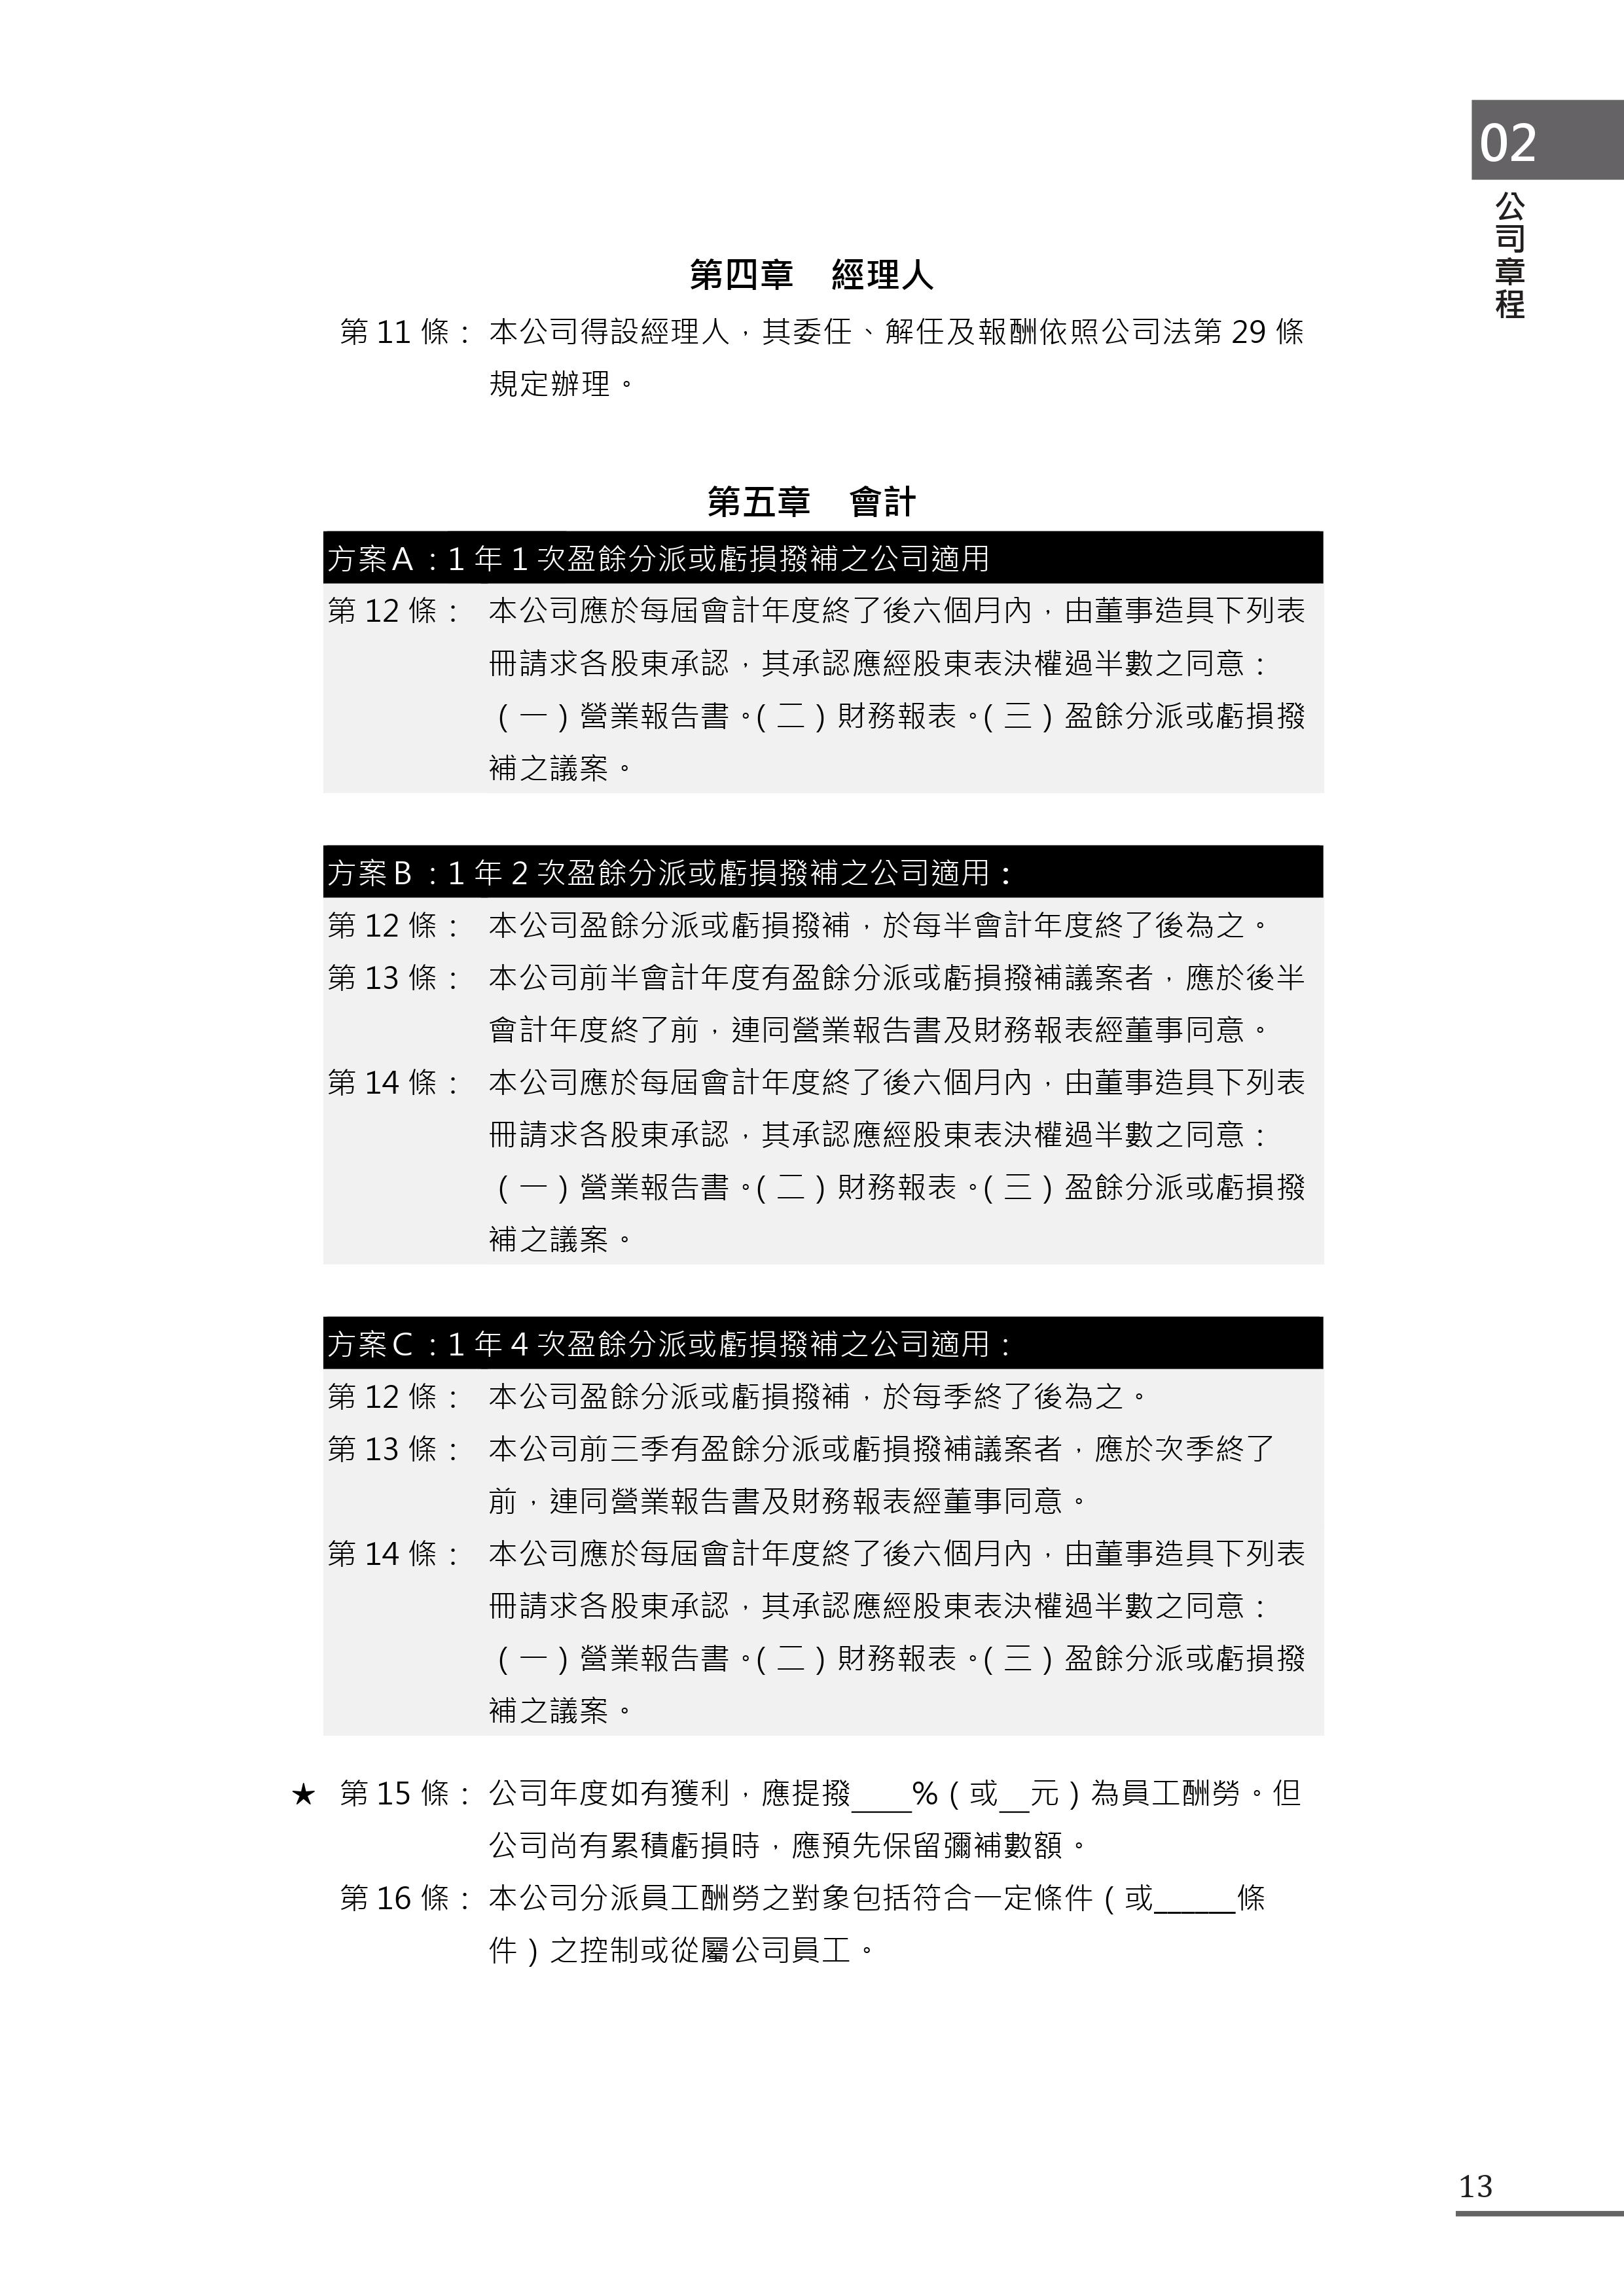 02
公司章程
第四章　經理人
第 11 條： 本公司得設經理人，其委任、解任及報酬依照公司法第 29 條
規定辦理。
第五章　會計
方案A：1 年 1 次盈餘分派或虧損撥補之公司適用
第 12 條： 本公司應於每屆會計年度終了後六個月內，由董事造具下列表
冊請求各股東承認，其承認應經股東表決權過半數之同意：
（一）營業報告書。（二）財務報表。（三）盈餘分派或虧損撥
補之議案。
方案B：1 年 2 次盈餘分派或虧損撥補之公司適用：
第 12 條： 本公司盈餘分派或虧損撥補，於每半會計年度終了後為之。
第 13 條： 本公司前半會計年度有盈餘分派或虧損撥補議案者，應於後半
會計年度終了前，連同營業報告書及財務報表經董事同意。
第 14 條： 本公司應於每屆會計年度終了後六個月內，由董事造具下列表
冊請求各股東承認，其承認應經股東表決權過半數之同意：
（一）營業報告書。（二）財務報表。（三）盈餘分派或虧損撥
補之議案。
方案C：1 年 4 次盈餘分派或虧損撥補之公司適用：
第 12 條： 本公司盈餘分派或虧損撥補，於每季終了後為之。
第 13 條： 本公司前三季有盈餘分派或虧損撥補議案者，應於次季終了
前，連同營業報告書及財務報表經董事同意。
第 14 條： 本公司應於每屆會計年度終了後六個月內，由董事造具下列表
冊請求各股東承認，其承認應經股東表決權過半數之同意：
（一）營業報告書。（二）財務報表。（三）盈餘分派或虧損撥
補之議案。
★ 第 15 條： 公司年度如有獲利，應提撥____%（或__元）為員工酬勞。但
公司尚有累積虧損時，應預先保留彌補數額。
第 16 條： 本公司分派員工酬勞之對象包括符合一定條件（或______條
件）之控制或從屬公司員工。
13